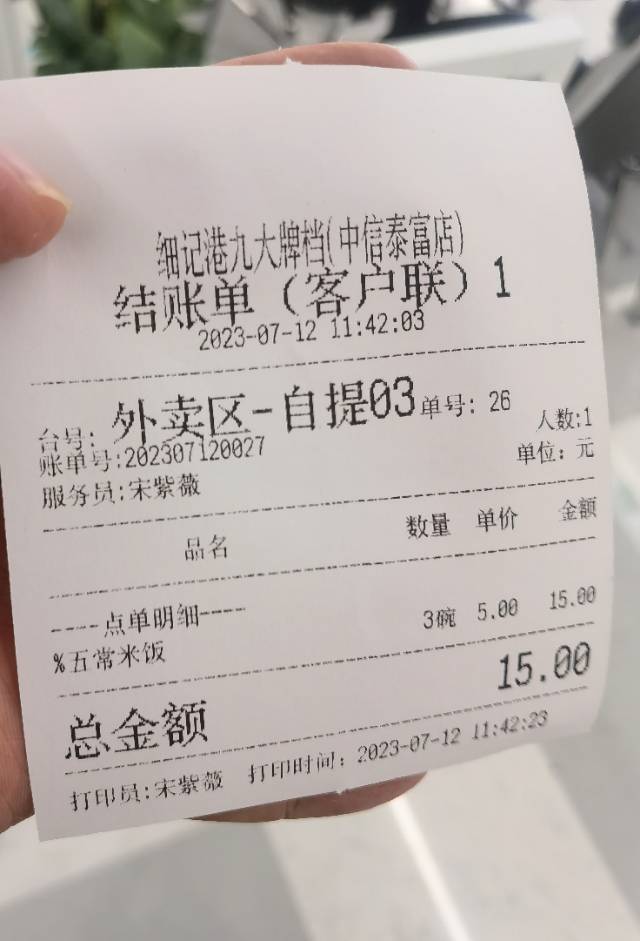 细记港九大牌档(中信泰富店)
结账单（客户联）1
2023-07-12 11:42:03
台号: 外卖区-自提03 单号: 26
账单号:202307120027 人数:1
服务员:宋紫薇 单位: 元
品名 数量 单价 金额
----点单明细----
%五常米饭 3碗 5.00 15.00
总金额 15.00
打印员:宋紫薇 打印时间: 2023-07-12 11:42:23